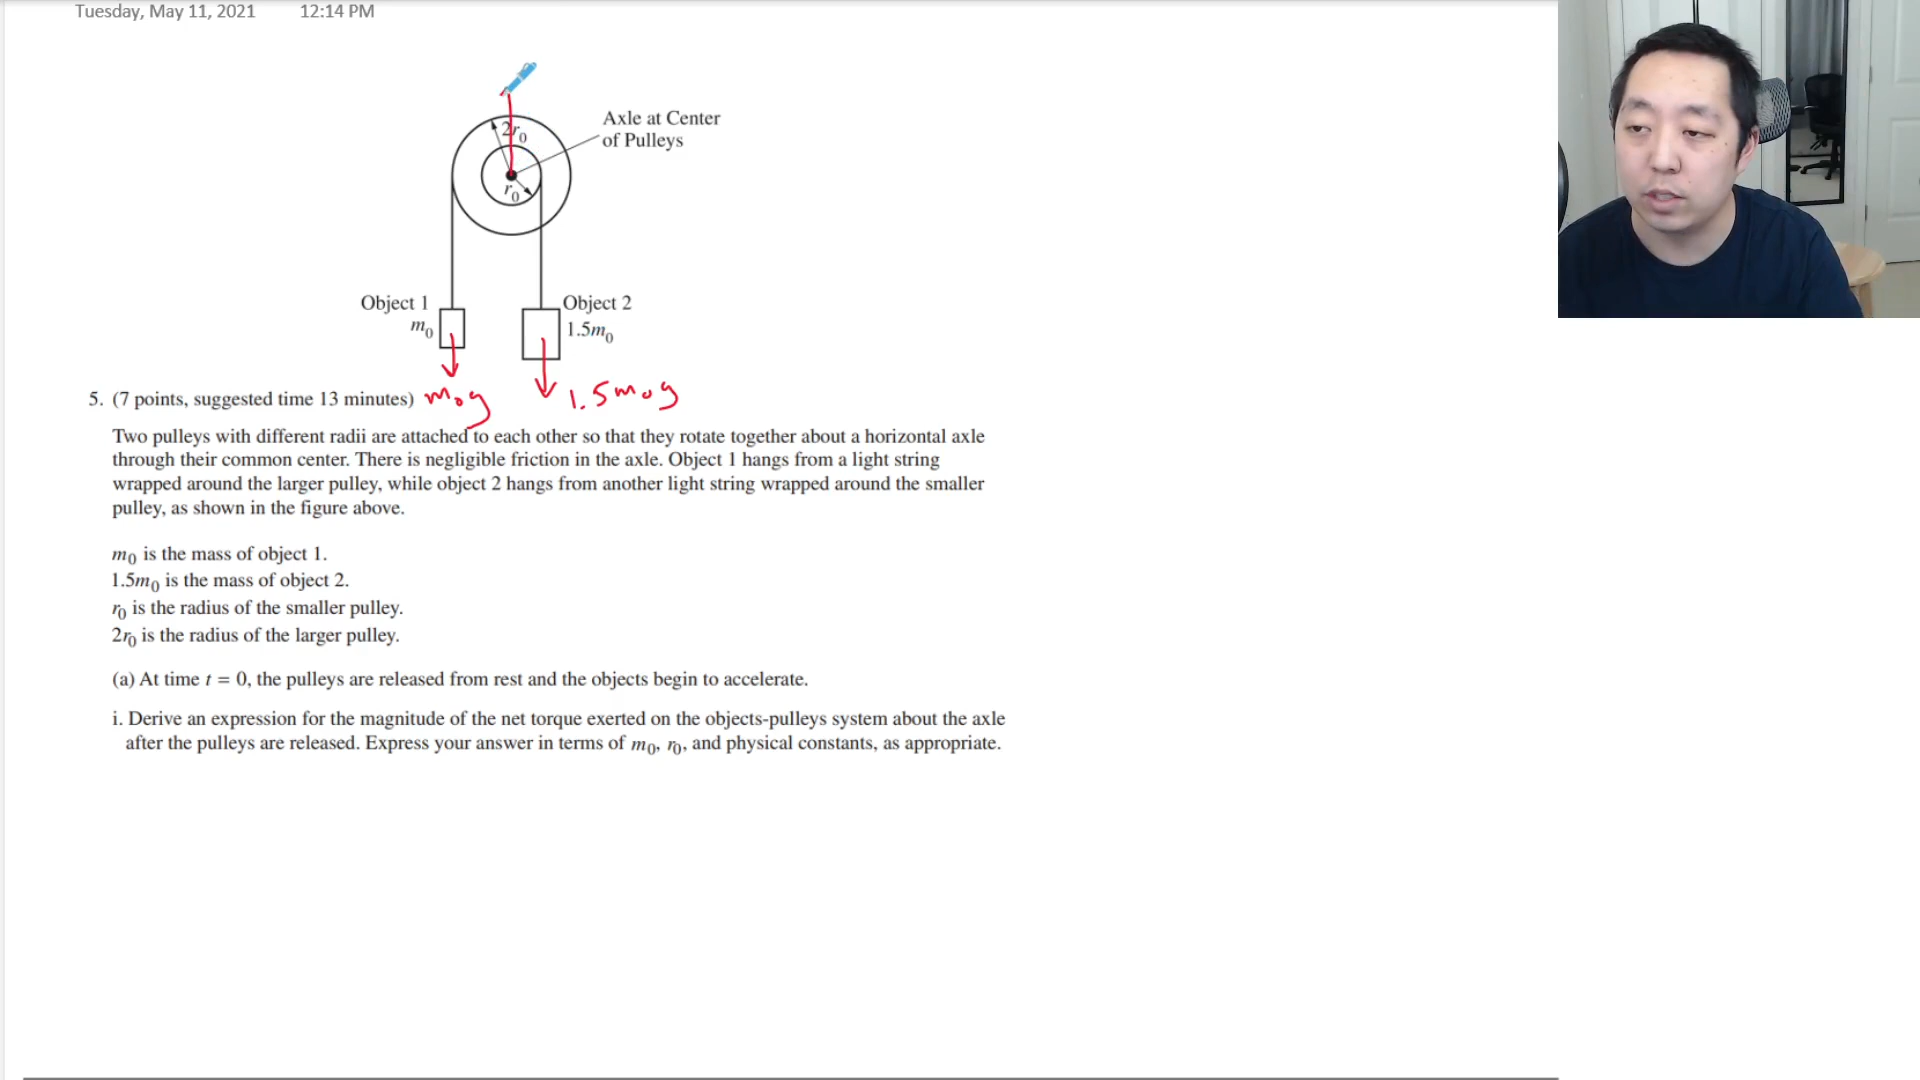 Tuesday, May 11, 2021 12:14 PM
2r₀
Axle at Center
of Pulleys
r₀
Object 1
m₀
Object 2
1.5m₀
m₀g
1.5m₀g
5. (7 points, suggested time 13 minutes)
Two pulleys with different radii are attached to each other so that they rotate together about a horizontal axle
through their common center. There is negligible friction in the axle. Object 1 hangs from a light string
wrapped around the larger pulley, while object 2 hangs from another light string wrapped around the smaller
pulley, as shown in the figure above.
m₀ is the mass of object 1.
1.5m₀ is the mass of object 2.
r₀ is the radius of the smaller pulley.
2r₀ is the radius of the larger pulley.
(a) At time t = 0, the pulleys are released from rest and the objects begin to accelerate.
i. Derive an expression for the magnitude of the net torque exerted on the objects-pulleys system about the axle
after the pulleys are released. Express your answer in terms of m₀, r₀, and physical constants, as appropriate.